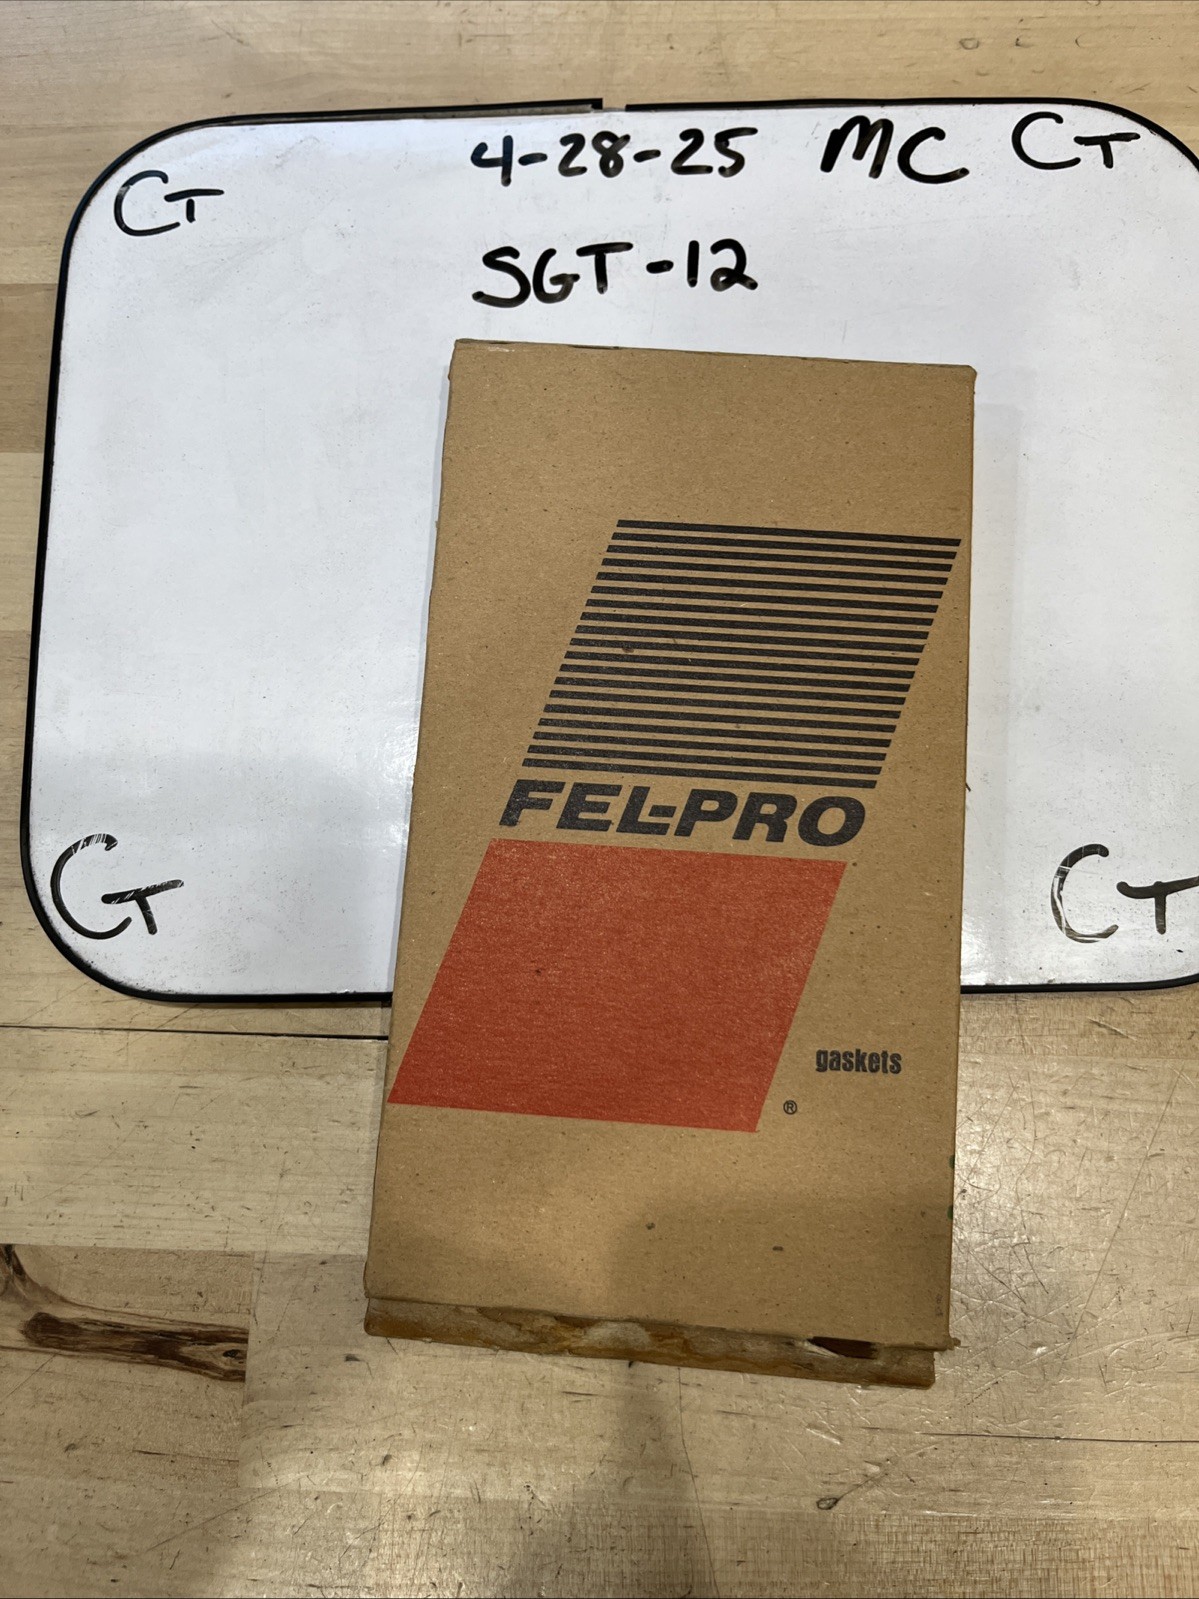 4-28-25 MC CT
CT
SGT-12
FEL-PRO
gaskets
®
CT
CT